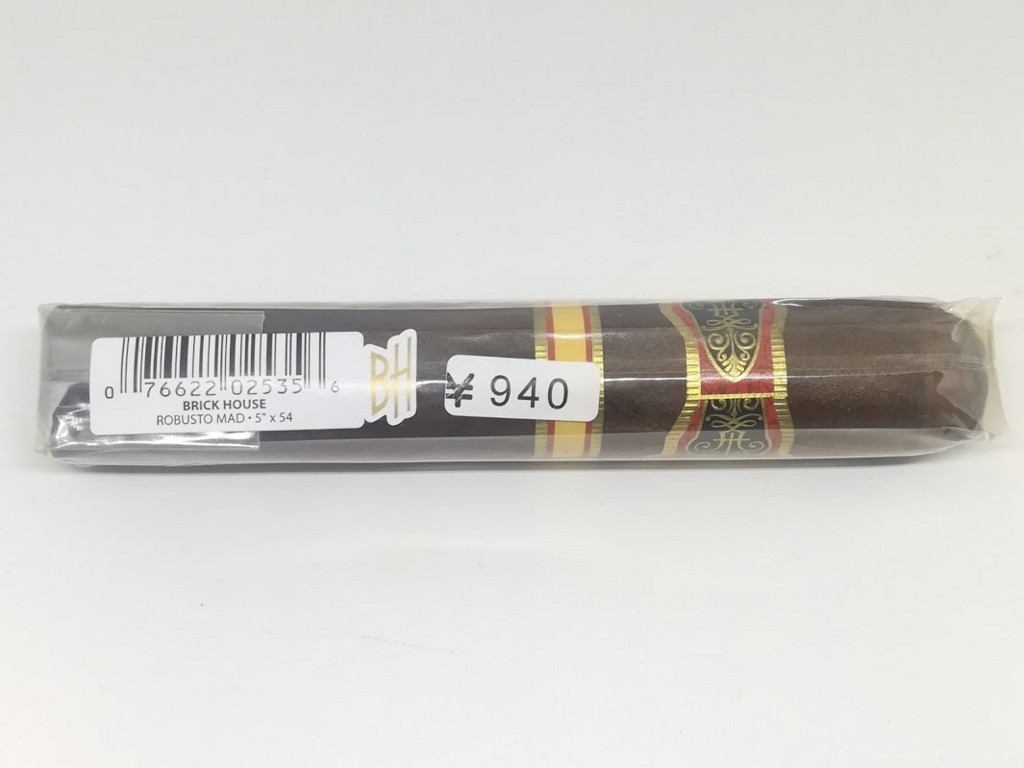 0 76622 02535 6
BRICK HOUSE
ROBUSTO MAD • 5" x 54
BH
¥ 940